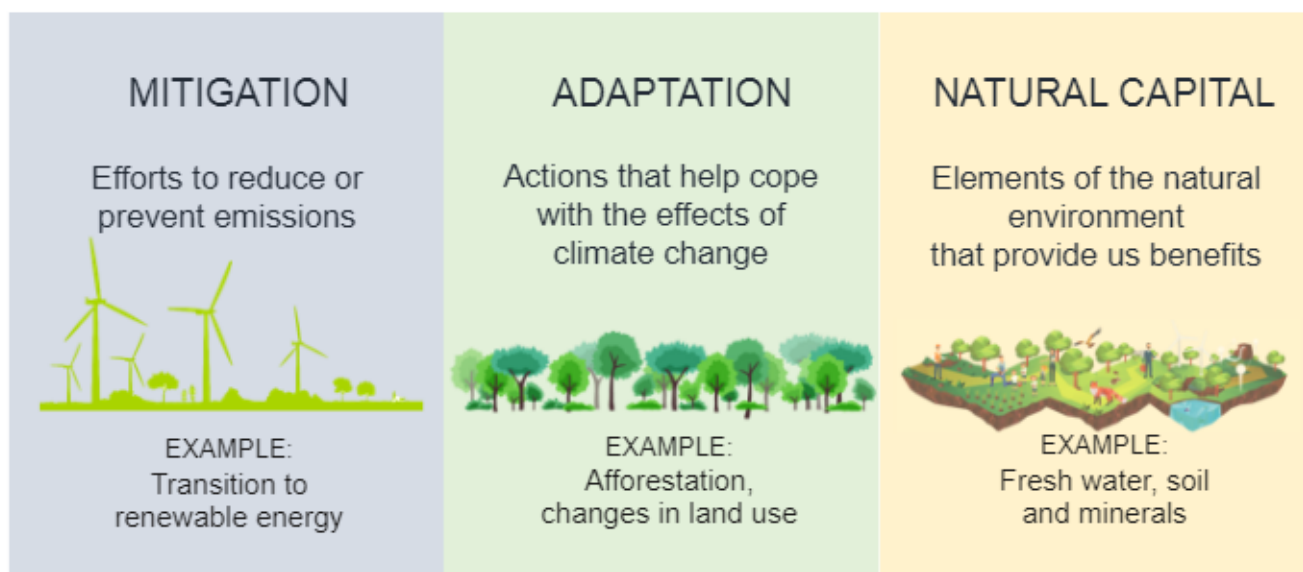 MITIGATION
Efforts to reduce or
prevent emissions
EXAMPLE:
Transition to
renewable energy
ADAPTATION
Actions that help cope
with the effects of
climate change
EXAMPLE:
Afforestation,
changes in land use
NATURAL CAPITAL
Elements of the natural
environment
that provide us benefits
EXAMPLE:
Fresh water, soil
and minerals